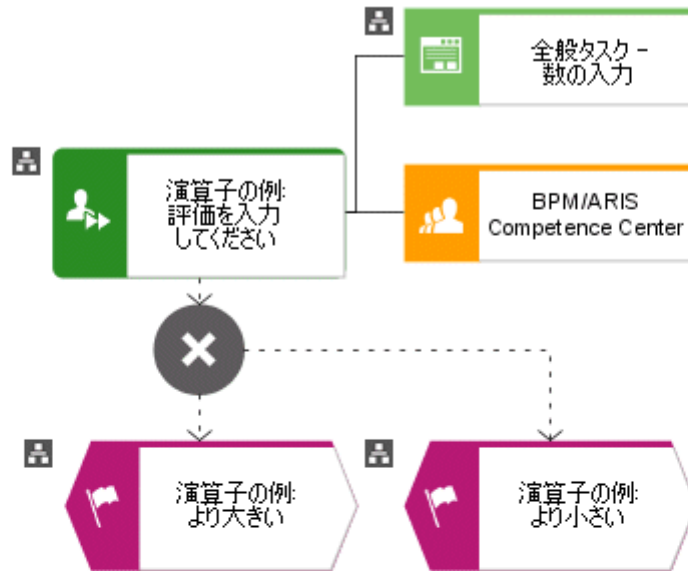 全般タスク -
数の入力
演算子の例:
評価を入力
してください
BPM/ARIS
Competence Center
演算子の例:
より大きい
演算子の例:
より小さい